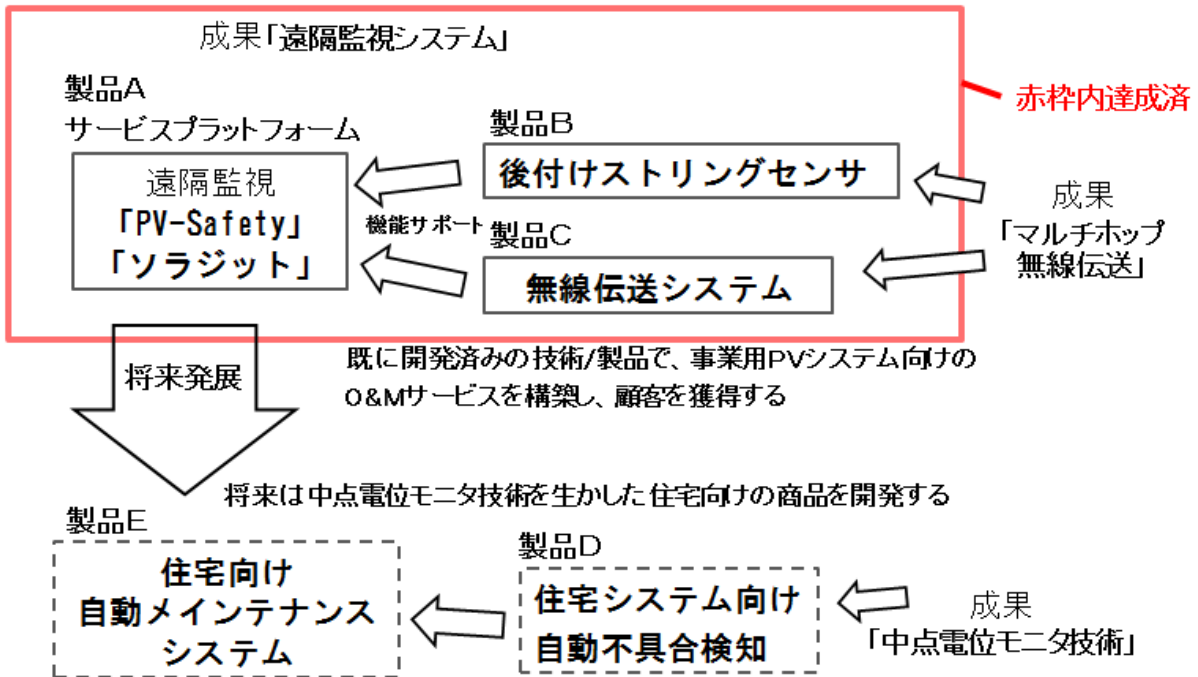 成果「遠隔監視システム」
製品A
サービスプラットフォーム
遠隔監視
「PV-Safety」
「ソラジット」
製品B
後付けストリングセンサ
機能サポート
製品C
無線伝送システム
赤枠内達成済
成果
「マルチホップ
無線伝送」
将来発展
既に開発済みの技術/製品で、事業用PVシステム向けの
O&Mサービスを構築し、顧客を獲得する
将来は中点電位モニタ技術を生かした住宅向けの商品を開発する
製品E
住宅向け
自動メインテナンス
システム
製品D
住宅システム向け
自動不具合検知
成果
「中点電位モニタ技術」